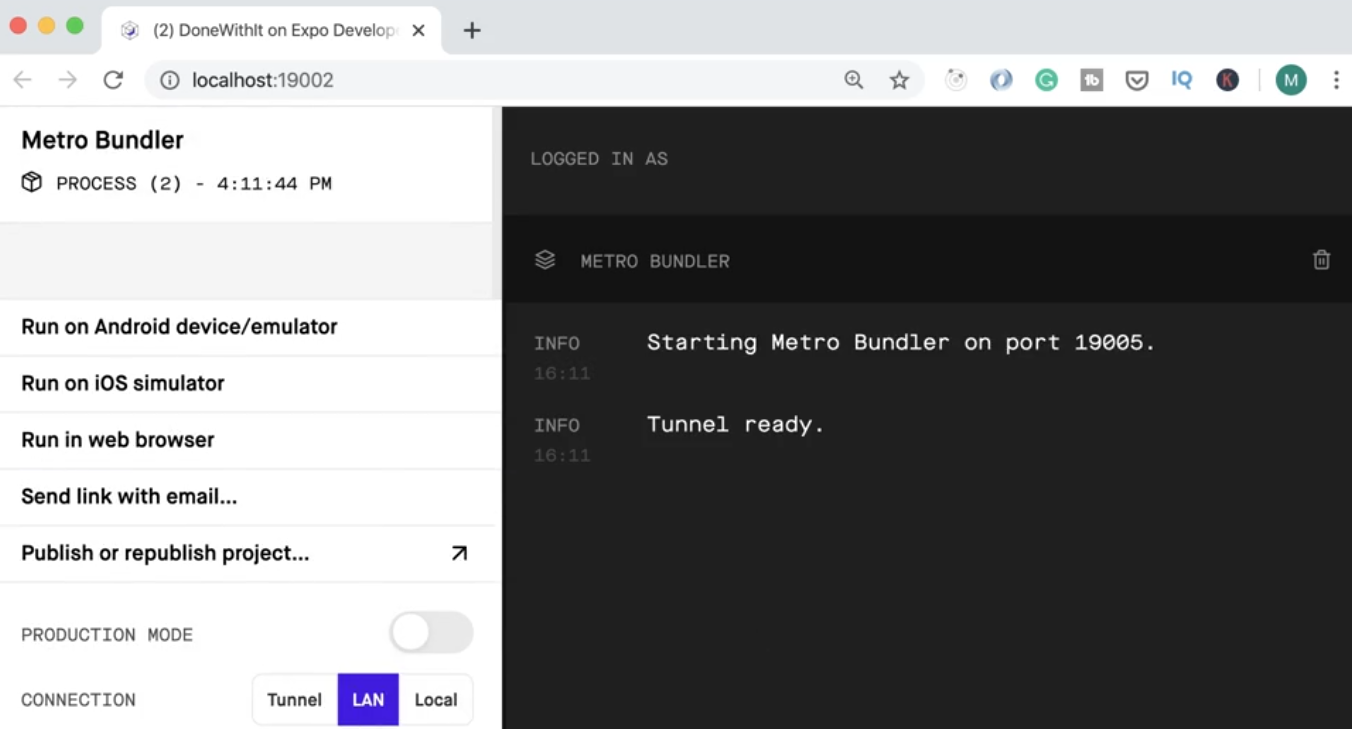 (2) DoneWithIt on Expo Develop
localhost:19002
M
Metro Bundler
PROCESS (2) - 4:11:44 PM
Run on Android device/emulator
Run on iOS simulator
Run in web browser
Send link with email...
Publish or republish project...
PRODUCTION MODE
CONNECTION
Tunnel
LAN
Local
LOGGED IN AS
METRO BUNDLER
INFO
Starting Metro Bundler on port 19005.
16:11
INFO
Tunnel ready.
16:11